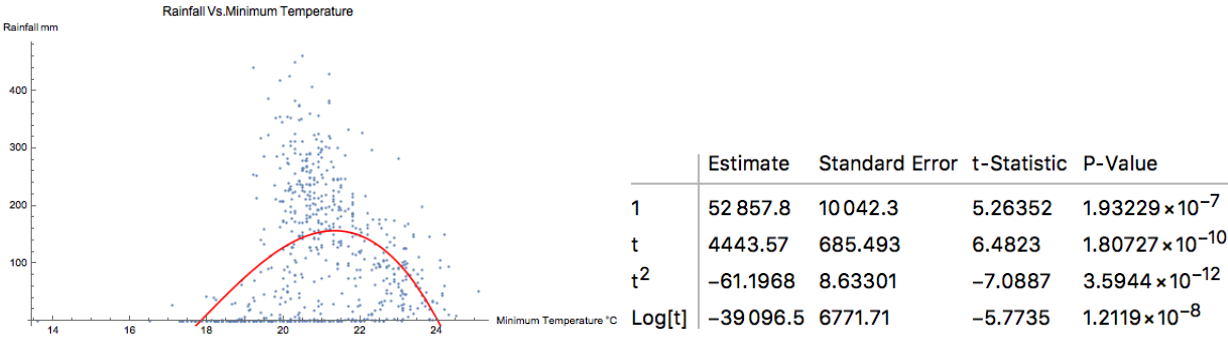 Rainfall Vs.Minimum Temperature
Rainfall mm
400
300
200
100
14 16 18 20 22 24
Minimum Temperature °C
Estimate Standard Error t-Statistic P-Value
1 52 857.8 10 042.3 5.26352 1.93229×10⁻⁷
t 4443.57 685.493 6.4823 1.80727×10⁻¹⁰
t² −61.1968 8.63301 −7.0887 3.5944×10⁻¹²
Log[t] −39 096.5 6771.71 −5.7735 1.2119×10⁻⁸